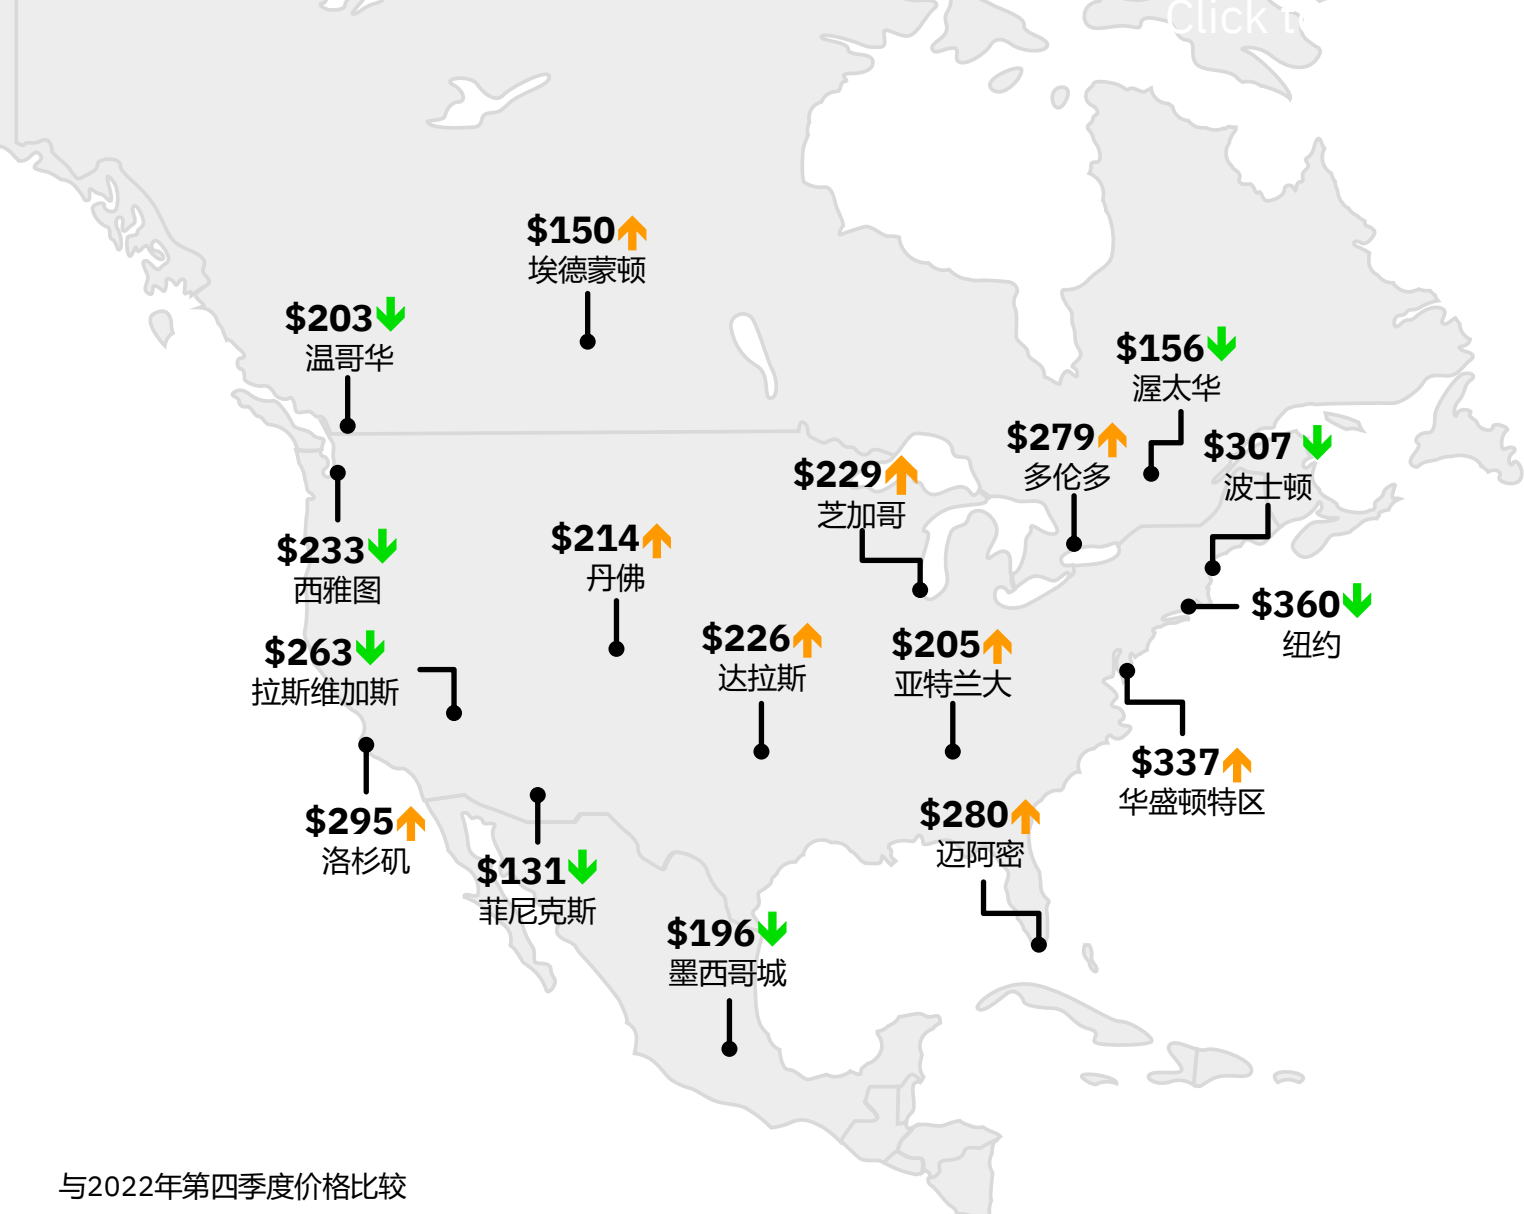 Click to
$150
埃德蒙顿
$203
温哥华
$156
渥太华
$279
多伦多
$307
波士顿
$229
芝加哥
$214
丹佛
$233
西雅图
$360
纽约
$226
达拉斯
$205
亚特兰大
$263
拉斯维加斯
$337
华盛顿特区
$295
洛杉矶
$280
迈阿密
$131
菲尼克斯
$196
墨西哥城
与2022年第四季度价格比较